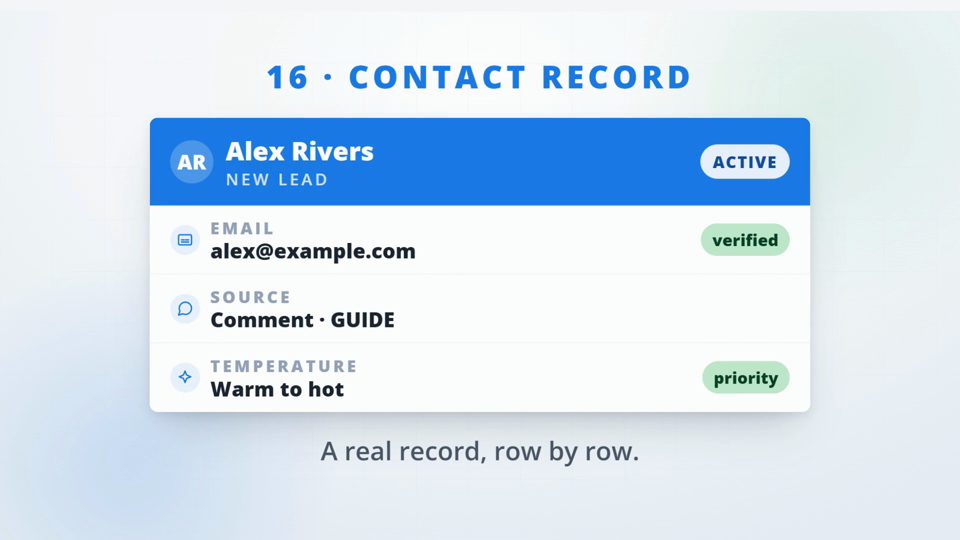 16 · CONTACT RECORD
AR
Alex Rivers
NEW LEAD
ACTIVE
EMAIL
alex@example.com
verified
SOURCE
Comment · GUIDE
TEMPERATURE
Warm to hot
priority
A real record, row by row.